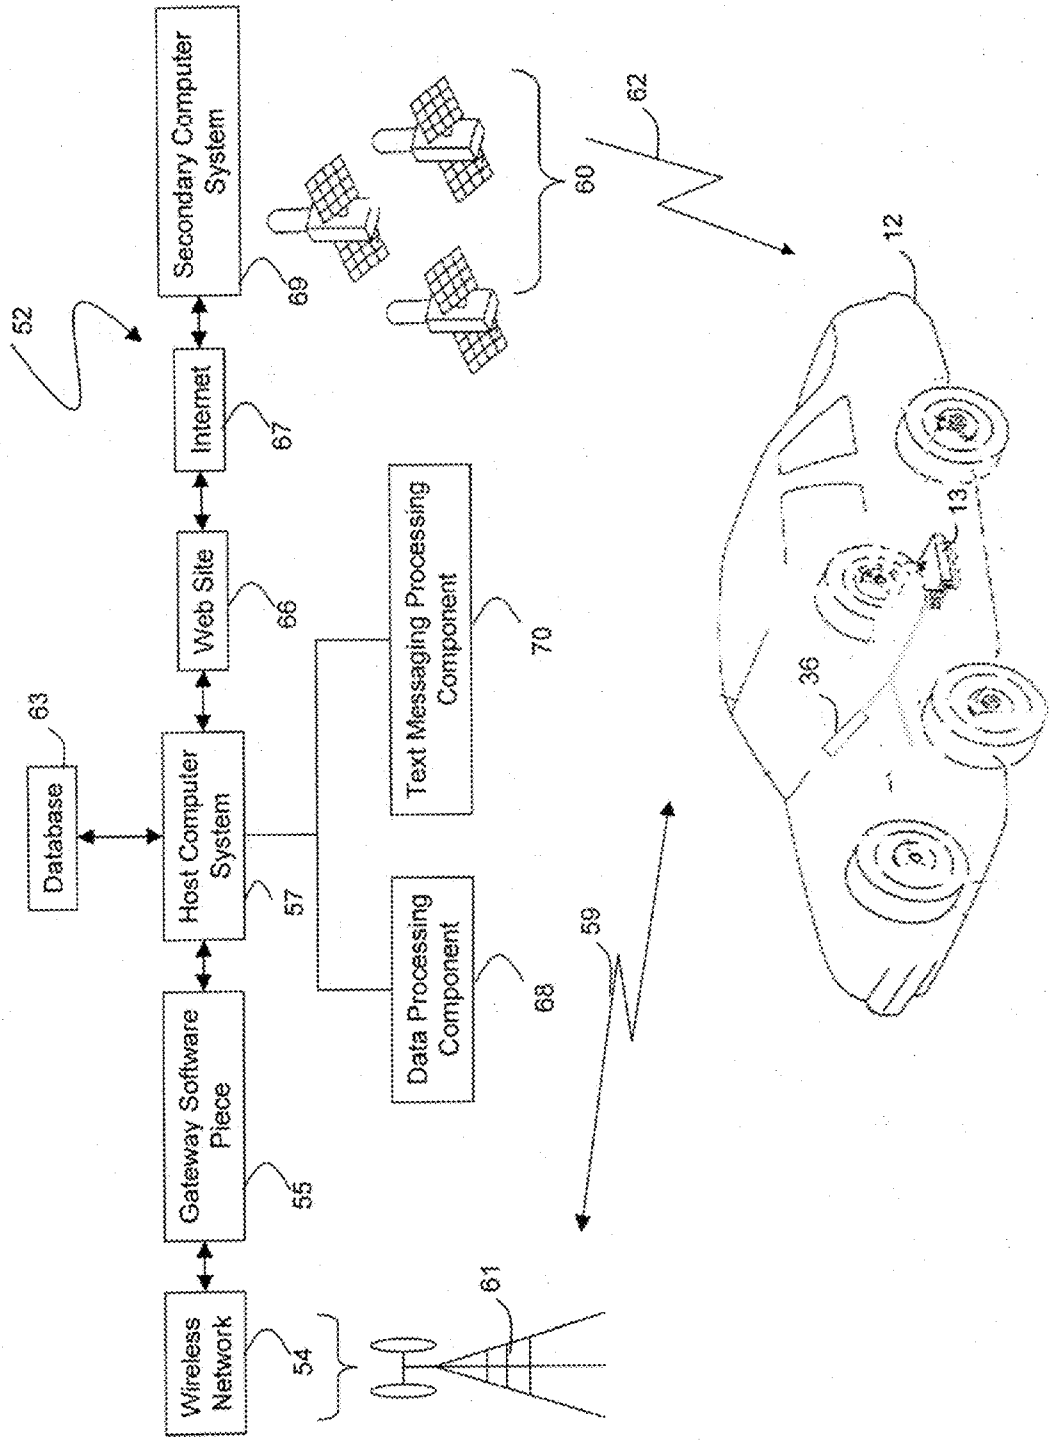 52
Database
63
Wireless
Network
54
Gateway Software
Piece
55
Host Computer
System
57
Web Site
66
Internet
67
Secondary Computer
System
69
Data Processing
Component
68
Text Messaging Processing
Component
70
60
61
59
62
36
13
12